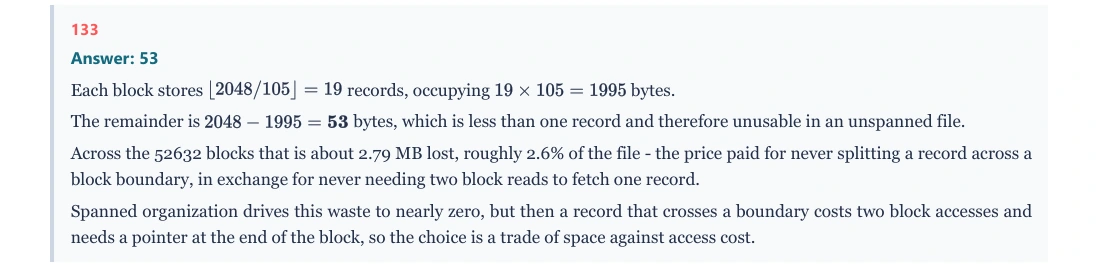 133
Answer: 53
Each block stores ⌊2048/105⌋ = 19 records, occupying 19 × 105 = 1995 bytes.
The remainder is 2048 − 1995 = 53 bytes, which is less than one record and therefore unusable in an unspanned file.
Across the 52632 blocks that is about 2.79 MB lost, roughly 2.6% of the file - the price paid for never splitting a record across a
block boundary, in exchange for never needing two block reads to fetch one record.
Spanned organization drives this waste to nearly zero, but then a record that crosses a boundary costs two block accesses and
needs a pointer at the end of the block, so the choice is a trade of space against access cost.